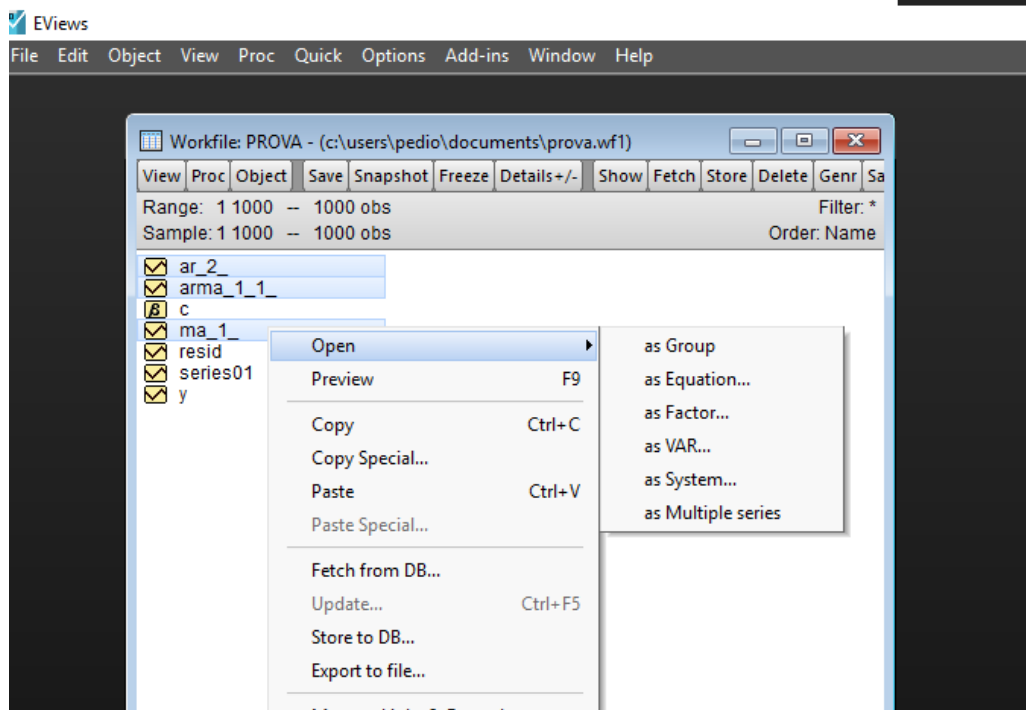 EViews
File Edit Object View Proc Quick Options Add-ins Window Help
Workfile: PROVA - (c:\users\pedio\documents\prova.wf1)
View Proc Object Save Snapshot Freeze Details+/- Show Fetch Store Delete Genr Sa
Range: 1 1000 -- 1000 obs Filter: *
Sample: 1 1000 -- 1000 obs Order: Name
ar_2_
arma_1_1_
β c
ma_1_
resid
series01
y
Open
Preview F9
Copy Ctrl+C
Copy Special...
Paste Ctrl+V
Paste Special...
Fetch from DB...
Update... Ctrl+F5
Store to DB...
Export to file...
as Group
as Equation...
as Factor...
as VAR...
as System...
as Multiple series